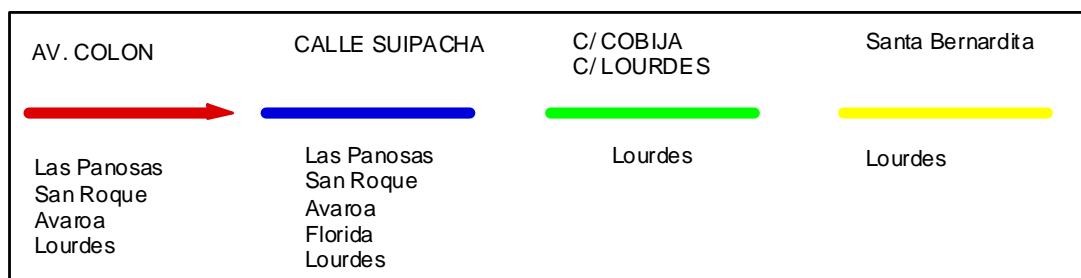 AV. COLON
Las Panosas
San Roque
Avaroa
Lourdes
CALLE SUIPACHA
Las Panosas
San Roque
Avaroa
Florida
Lourdes
C/ COBIJA
C/ LOURDES
Lourdes
Santa Bernardita
Lourdes